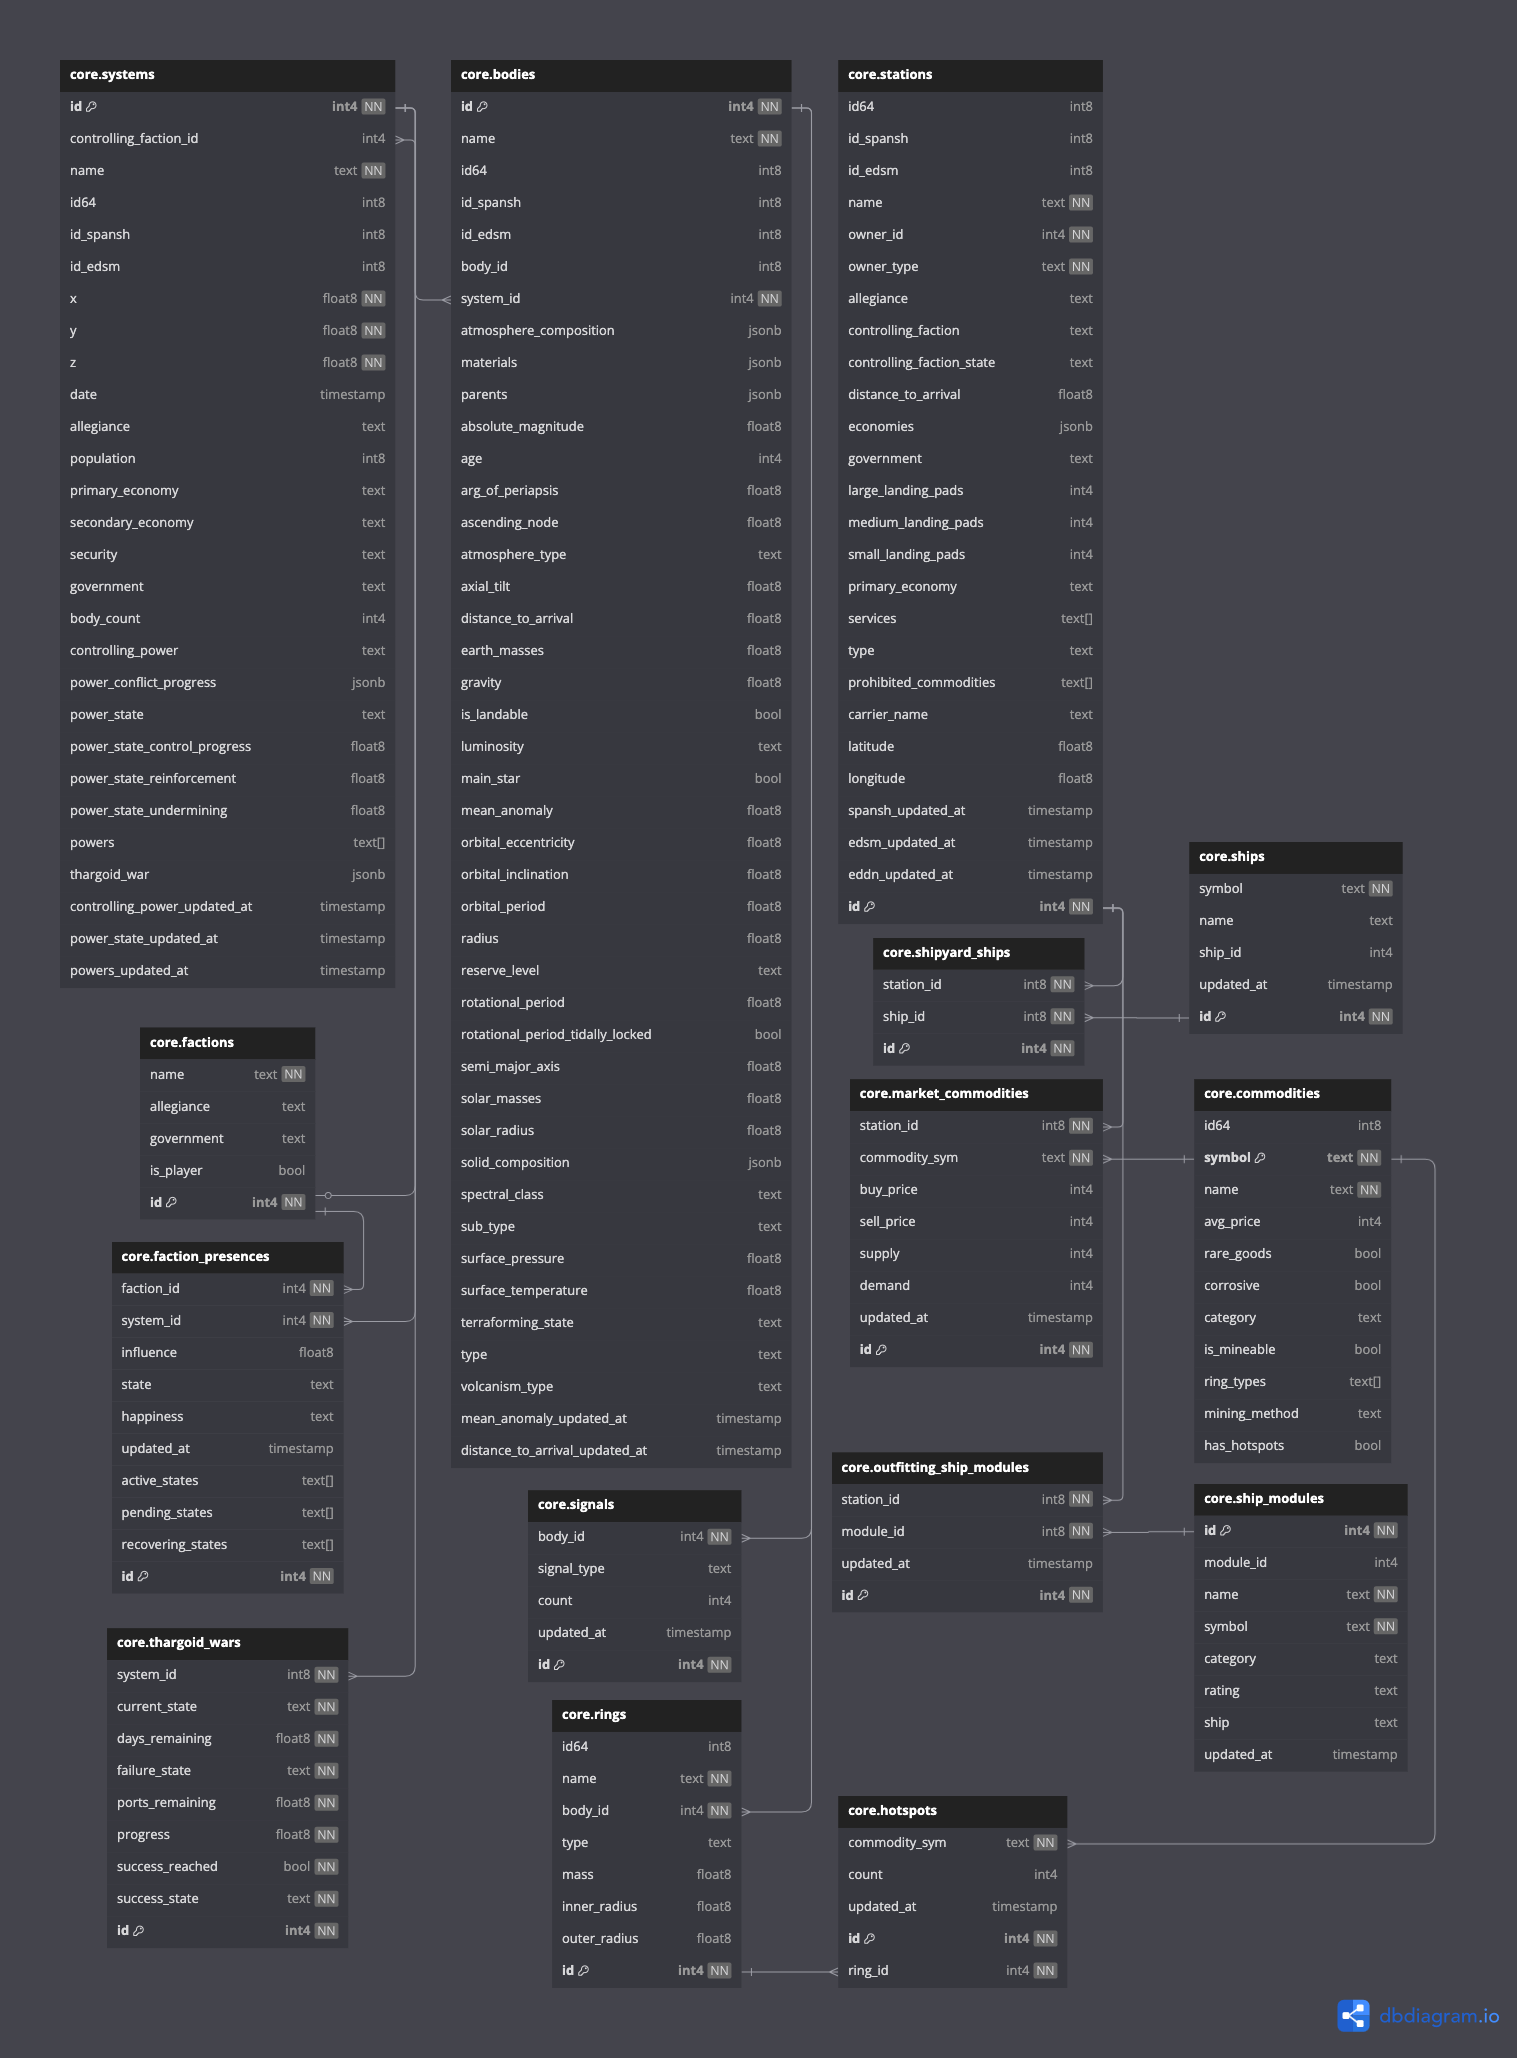 core.systems
id int4 NN
controlling_faction_id int4
name text NN
id64 int8
id_spansh int8
id_edsm int8
x float8 NN
y float8 NN
z float8 NN
date timestamp
allegiance text
population int8
primary_economy text
secondary_economy text
security text
government text
body_count int4
controlling_power text
power_conflict_progress jsonb
power_state text
power_state_control_progress float8
power_state_reinforcement float8
power_state_undermining float8
powers text[]
thargoid_war jsonb
controlling_power_updated_at timestamp
power_state_updated_at timestamp
powers_updated_at timestamp
core.factions
name text NN
allegiance text
government text
is_player bool
id int4 NN
core.faction_presences
faction_id int4 NN
system_id int4 NN
influence float8
state text
happiness text
updated_at timestamp
active_states text[]
pending_states text[]
recovering_states text[]
id int4 NN
core.thargoid_wars
system_id int8 NN
current_state text NN
days_remaining float8 NN
failure_state text NN
ports_remaining float8 NN
progress float8 NN
success_reached bool NN
success_state text NN
id int4 NN
core.bodies
id int4 NN
name text NN
id64 int8
id_spansh int8
id_edsm int8
body_id int8
system_id int4 NN
atmosphere_composition jsonb
materials jsonb
parents jsonb
absolute_magnitude float8
age int4
arg_of_periapsis float8
ascending_node float8
atmosphere_type text
axial_tilt float8
distance_to_arrival float8
earth_masses float8
gravity float8
is_landable bool
luminosity text
main_star bool
mean_anomaly float8
orbital_eccentricity float8
orbital_inclination float8
orbital_period float8
radius float8
reserve_level text
rotational_period float8
rotational_period_tidally_locked bool
semi_major_axis float8
solar_masses float8
solar_radius float8
solid_composition jsonb
spectral_class text
sub_type text
surface_pressure float8
surface_temperature float8
terraforming_state text
type text
volcanism_type text
mean_anomaly_updated_at timestamp
distance_to_arrival_updated_at timestamp
core.signals
body_id int4 NN
signal_type text
count int4
updated_at timestamp
id int4 NN
core.rings
id64 int8
name text NN
body_id int4 NN
type text
mass float8
inner_radius float8
outer_radius float8
id int4 NN
core.stations
id64 int8
id_spansh int8
id_edsm int8
name text NN
owner_id int4 NN
owner_type text NN
allegiance text
controlling_faction text
controlling_faction_state text
distance_to_arrival float8
economies jsonb
government text
large_landing_pads int4
medium_landing_pads int4
small_landing_pads int4
primary_economy text
services text[]
type text
prohibited_commodities text[]
carrier_name text
latitude float8
longitude float8
spansh_updated_at timestamp
edsm_updated_at timestamp
eddn_updated_at timestamp
id int4 NN
core.shipyard_ships
station_id int8 NN
ship_id int8 NN
id int4 NN
core.market_commodities
station_id int8 NN
commodity_sym text NN
buy_price int4
sell_price int4
supply int4
demand int4
updated_at timestamp
id int4 NN
core.outfitting_ship_modules
station_id int8 NN
module_id int8 NN
updated_at timestamp
id int4 NN
core.hotspots
commodity_sym text NN
count int4
updated_at timestamp
id int4 NN
ring_id int4 NN
core.ships
symbol text NN
name text
ship_id int4
updated_at timestamp
id int4 NN
core.commodities
id64 int8
symbol text NN
name text NN
avg_price int4
rare_goods bool
corrosive bool
category text
is_mineable bool
ring_types text[]
mining_method text
has_hotspots bool
core.ship_modules
id int4 NN
module_id int4
name text NN
symbol text NN
category text
rating text
ship text
updated_at timestamp
dbdiagram.io